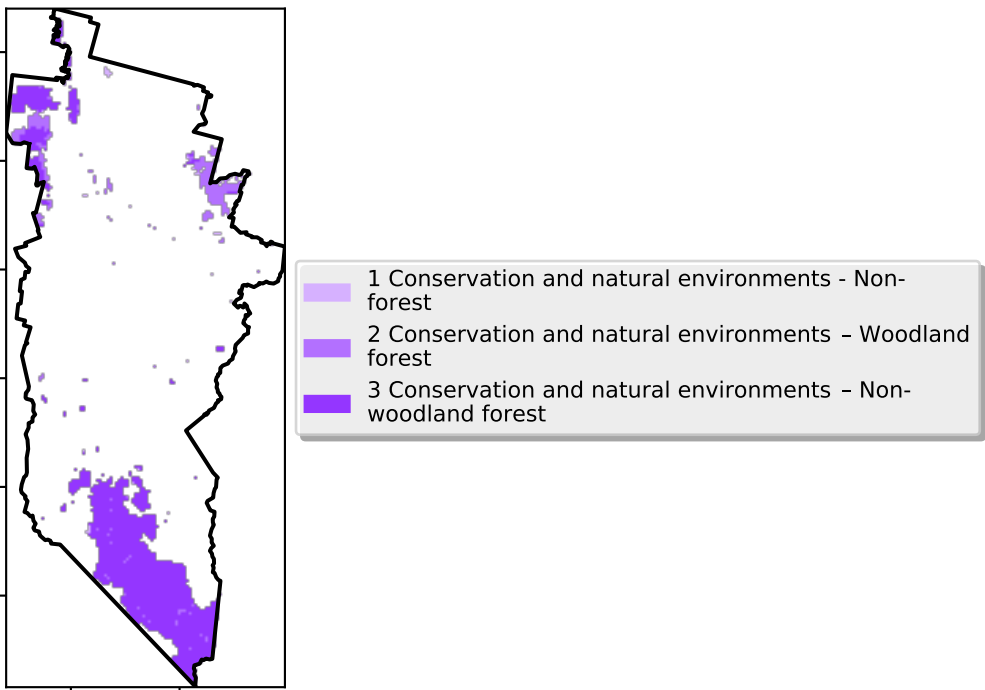 1 Conservation and natural environments - Non-
forest
2 Conservation and natural environments – Woodland
forest
3 Conservation and natural environments – Non-
woodland forest